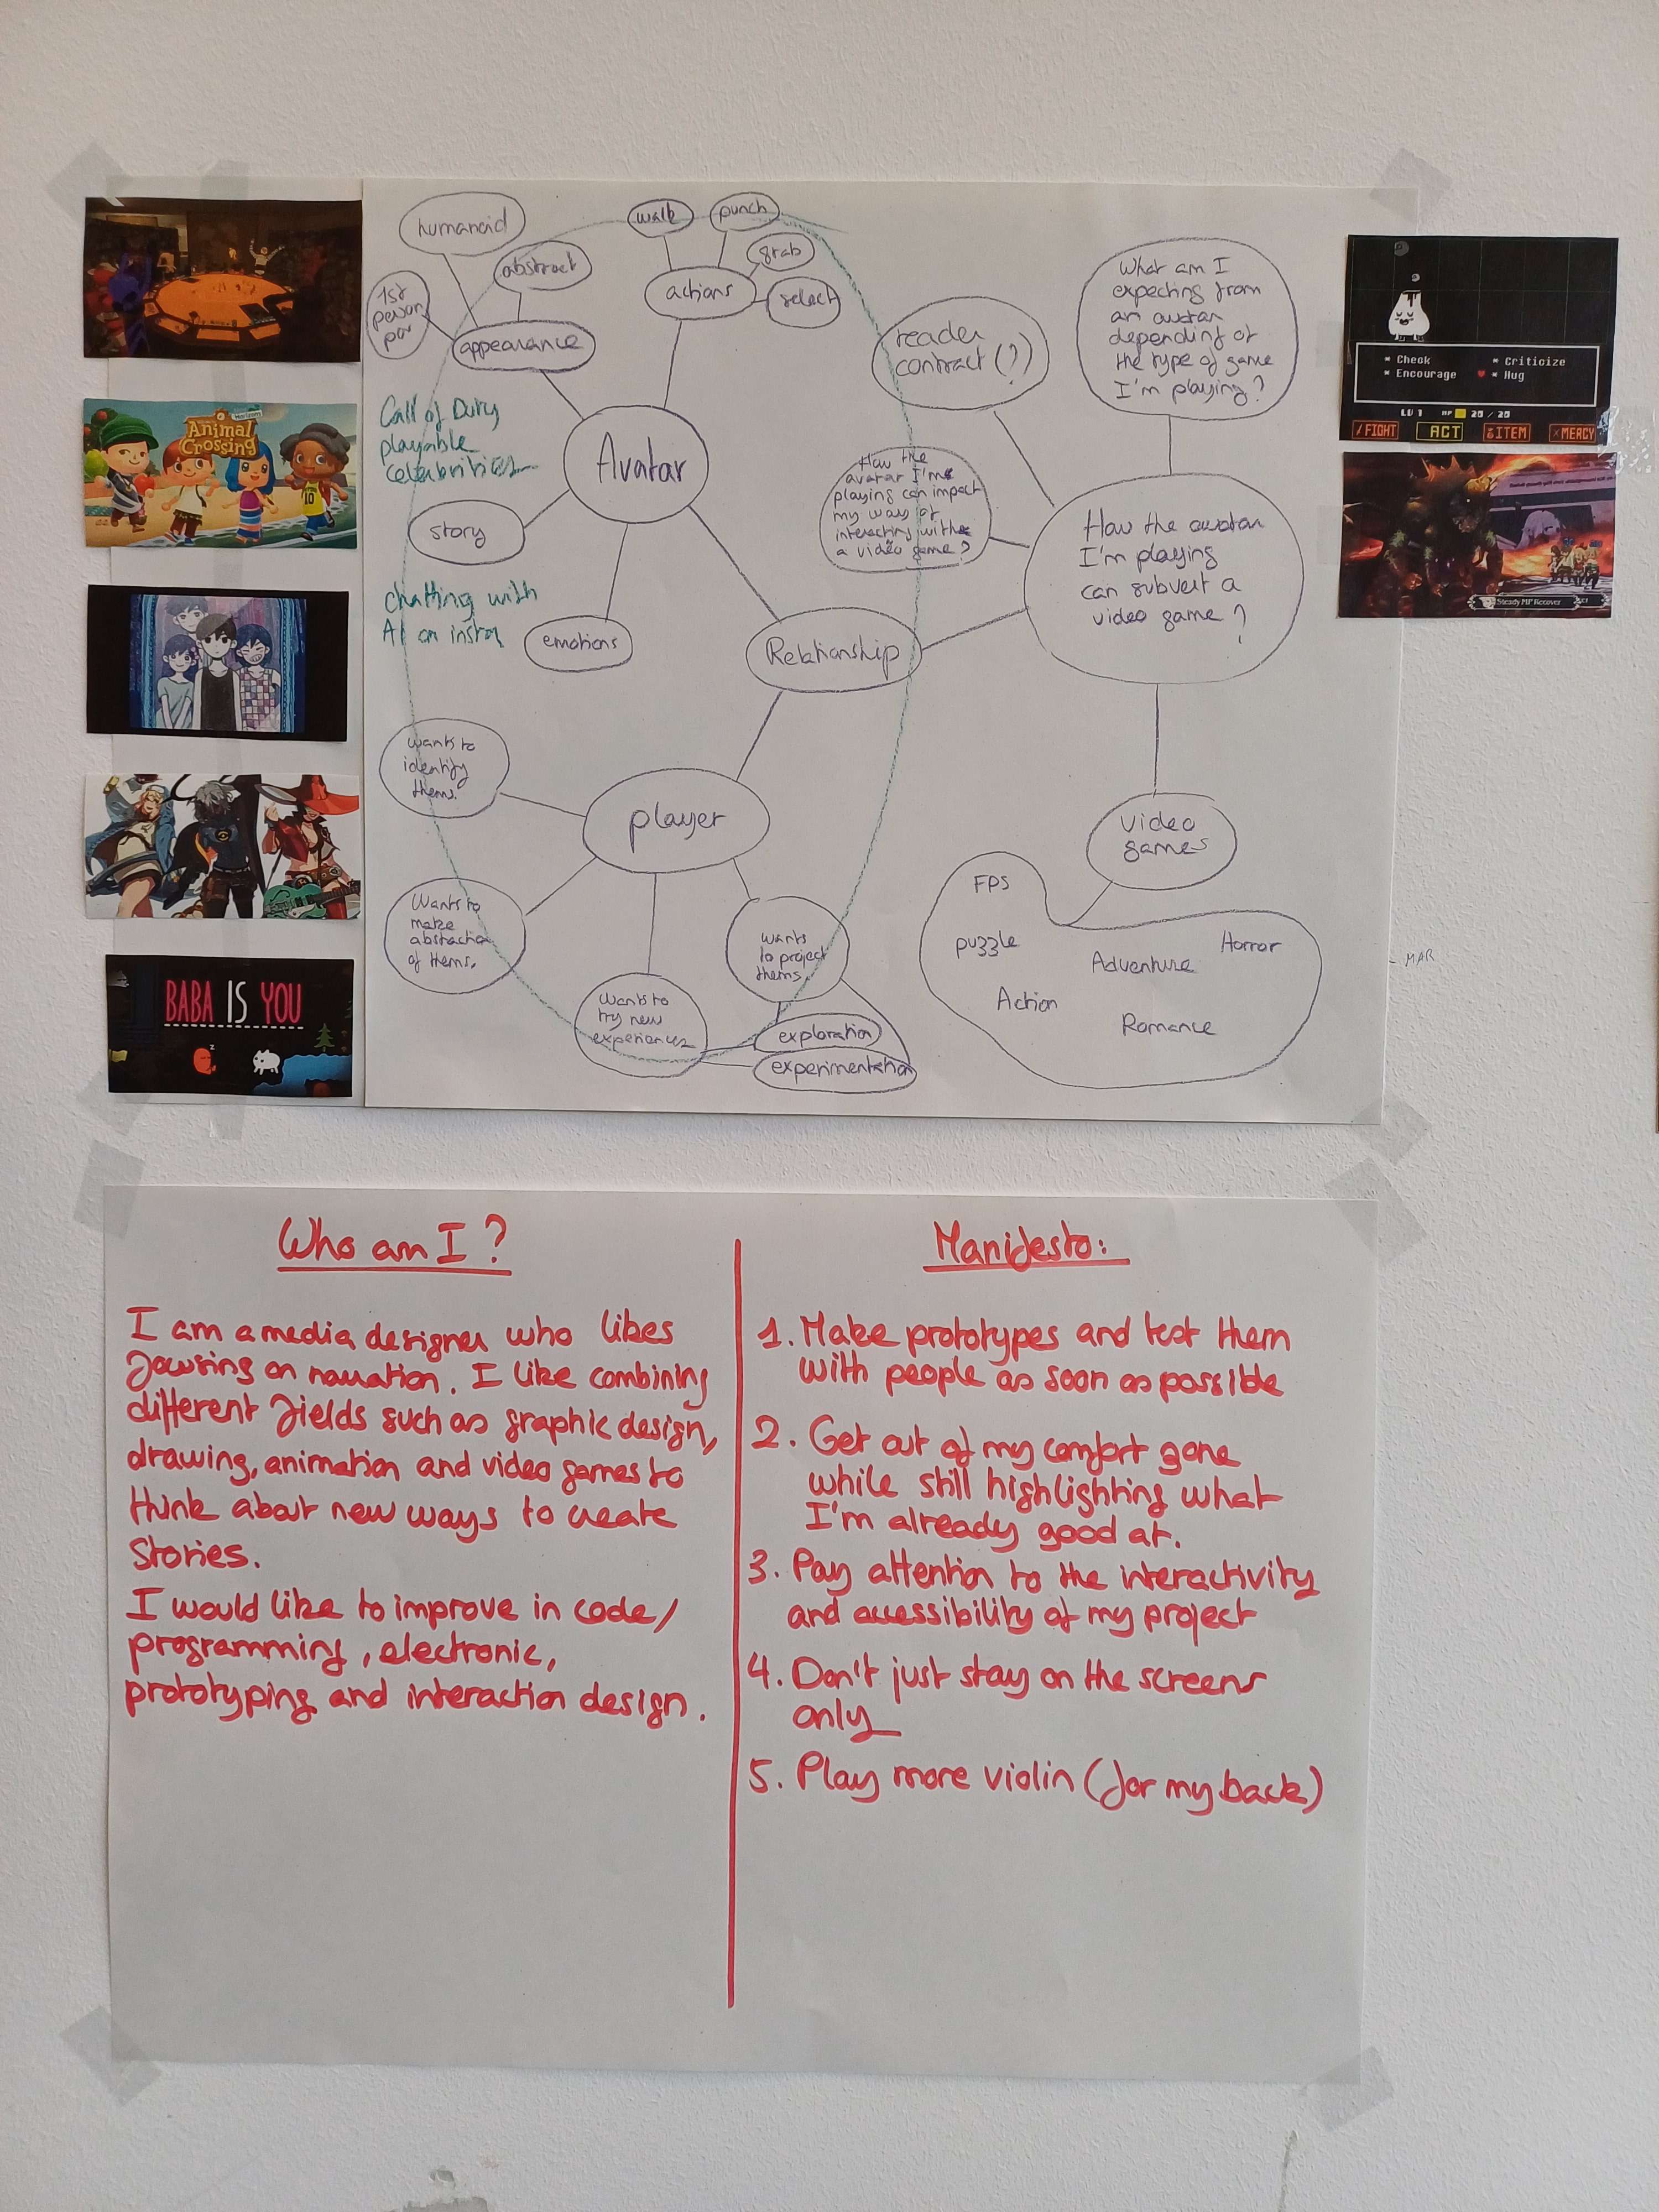 humanoid
walk
punch
abstract
grab
actions
select
1st
person
pov
appearance
reader
contract (?)
What am I
expecting from
an avatar
depending of
the type of game
I'm playing?
Avatar
Call of Duty
playable
celebrities
story
chatting with
AI on insta
emotions
How the
avatar I'm
playing can impact
my ways of
interacting with
a video game?
How the avatar
I'm playing
can subvert a
video game?
Relationship
wants to
identify
thems.
player
video
games
Wants to
make
abstraction
of thems.
wants
to project
thems.
Wants to
try new
experiences
exploration
experimentation
FPS
puzzle
Adventure
Horror
Action
Romance
MAR
Animal
Crossing
BABA IS YOU
* Check
* Criticize
* Encourage
* Hug
LV 1
HP
20 / 20
FIGHT
ACT
ITEM
MERCY
Steady MP Recover
Who am I?
I am a media designer who likes
focusing on narration. I like combining
different fields such as graphic design,
drawing, animation and video games to
think about new ways to create
stories.
I would like to improve in code/
programming, electronic,
prototyping and interaction design.
Manifesto:
1. Make prototypes and test them
with people as soon as possible
2. Get out of my comfort zone
while still highlighting what
I'm already good at.
3. Pay attention to the interactivity
and accessibility of my project
4. Don't just stay on the screens
only
5. Play more violin (for my back)